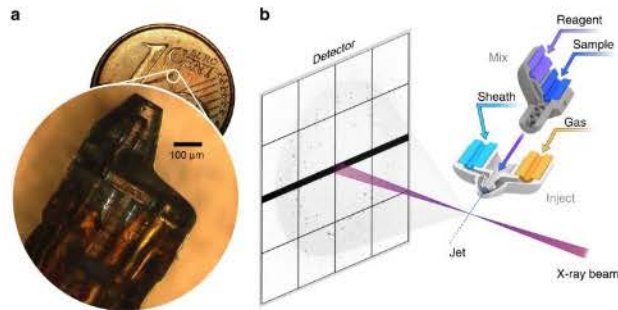 a
100 µm
b
Detector
Reagent
Mix
Sample
Sheath
Gas
Inject
Jet
X-ray beam